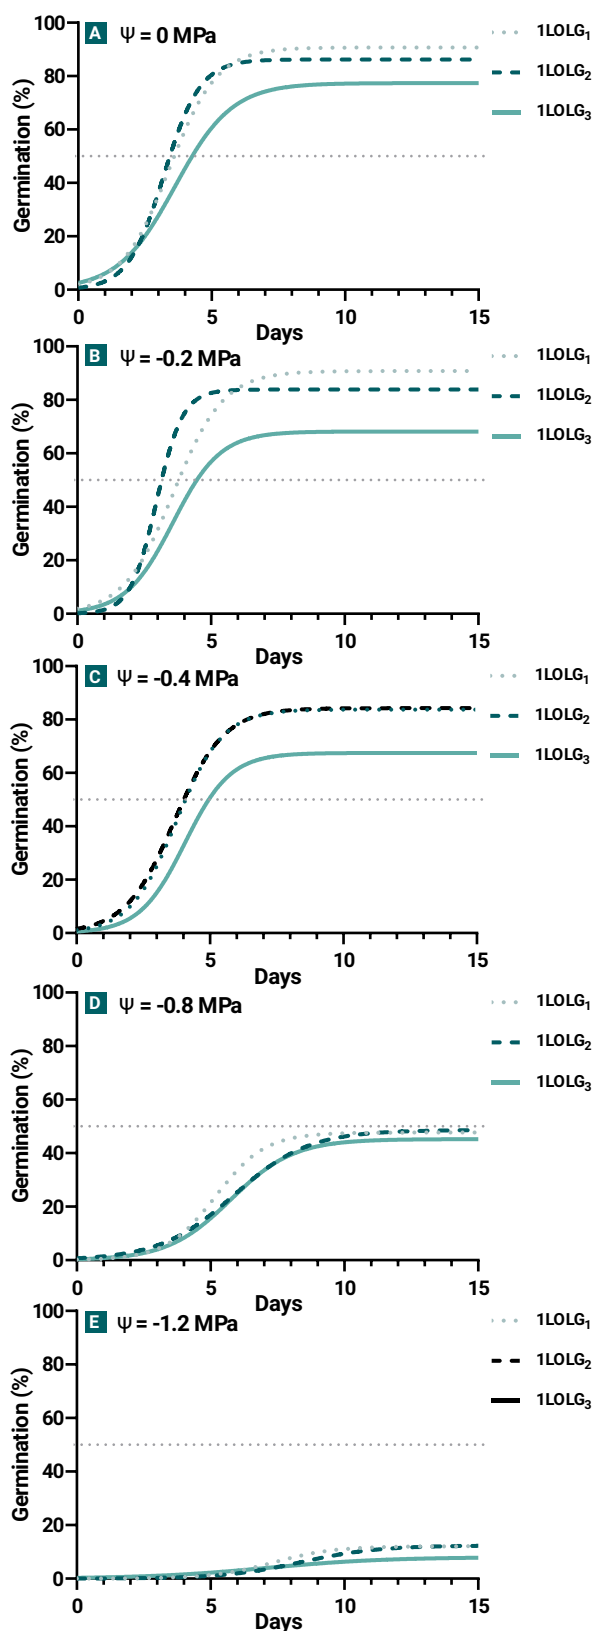 A Ψ = 0 MPa
Germination (%)
100
80
60
40
20
0
0 5 10 15
Days
1LOLG1
1LOLG2
1LOLG3
B Ψ = -0.2 MPa
Germination (%)
100
80
60
40
20
0
0 5 10 15
Days
1LOLG1
1LOLG2
1LOLG3
C Ψ = -0.4 MPa
Germination (%)
100
80
60
40
20
0
0 5 10 15
Days
1LOLG1
1LOLG2
1LOLG3
D Ψ = -0.8 MPa
Germination (%)
100
80
60
40
20
0
0 5 10 15
Days
1LOLG1
1LOLG2
1LOLG3
E Ψ = -1.2 MPa
Germination (%)
100
80
60
40
20
0
0 5 10 15
Days
1LOLG1
1LOLG2
1LOLG3